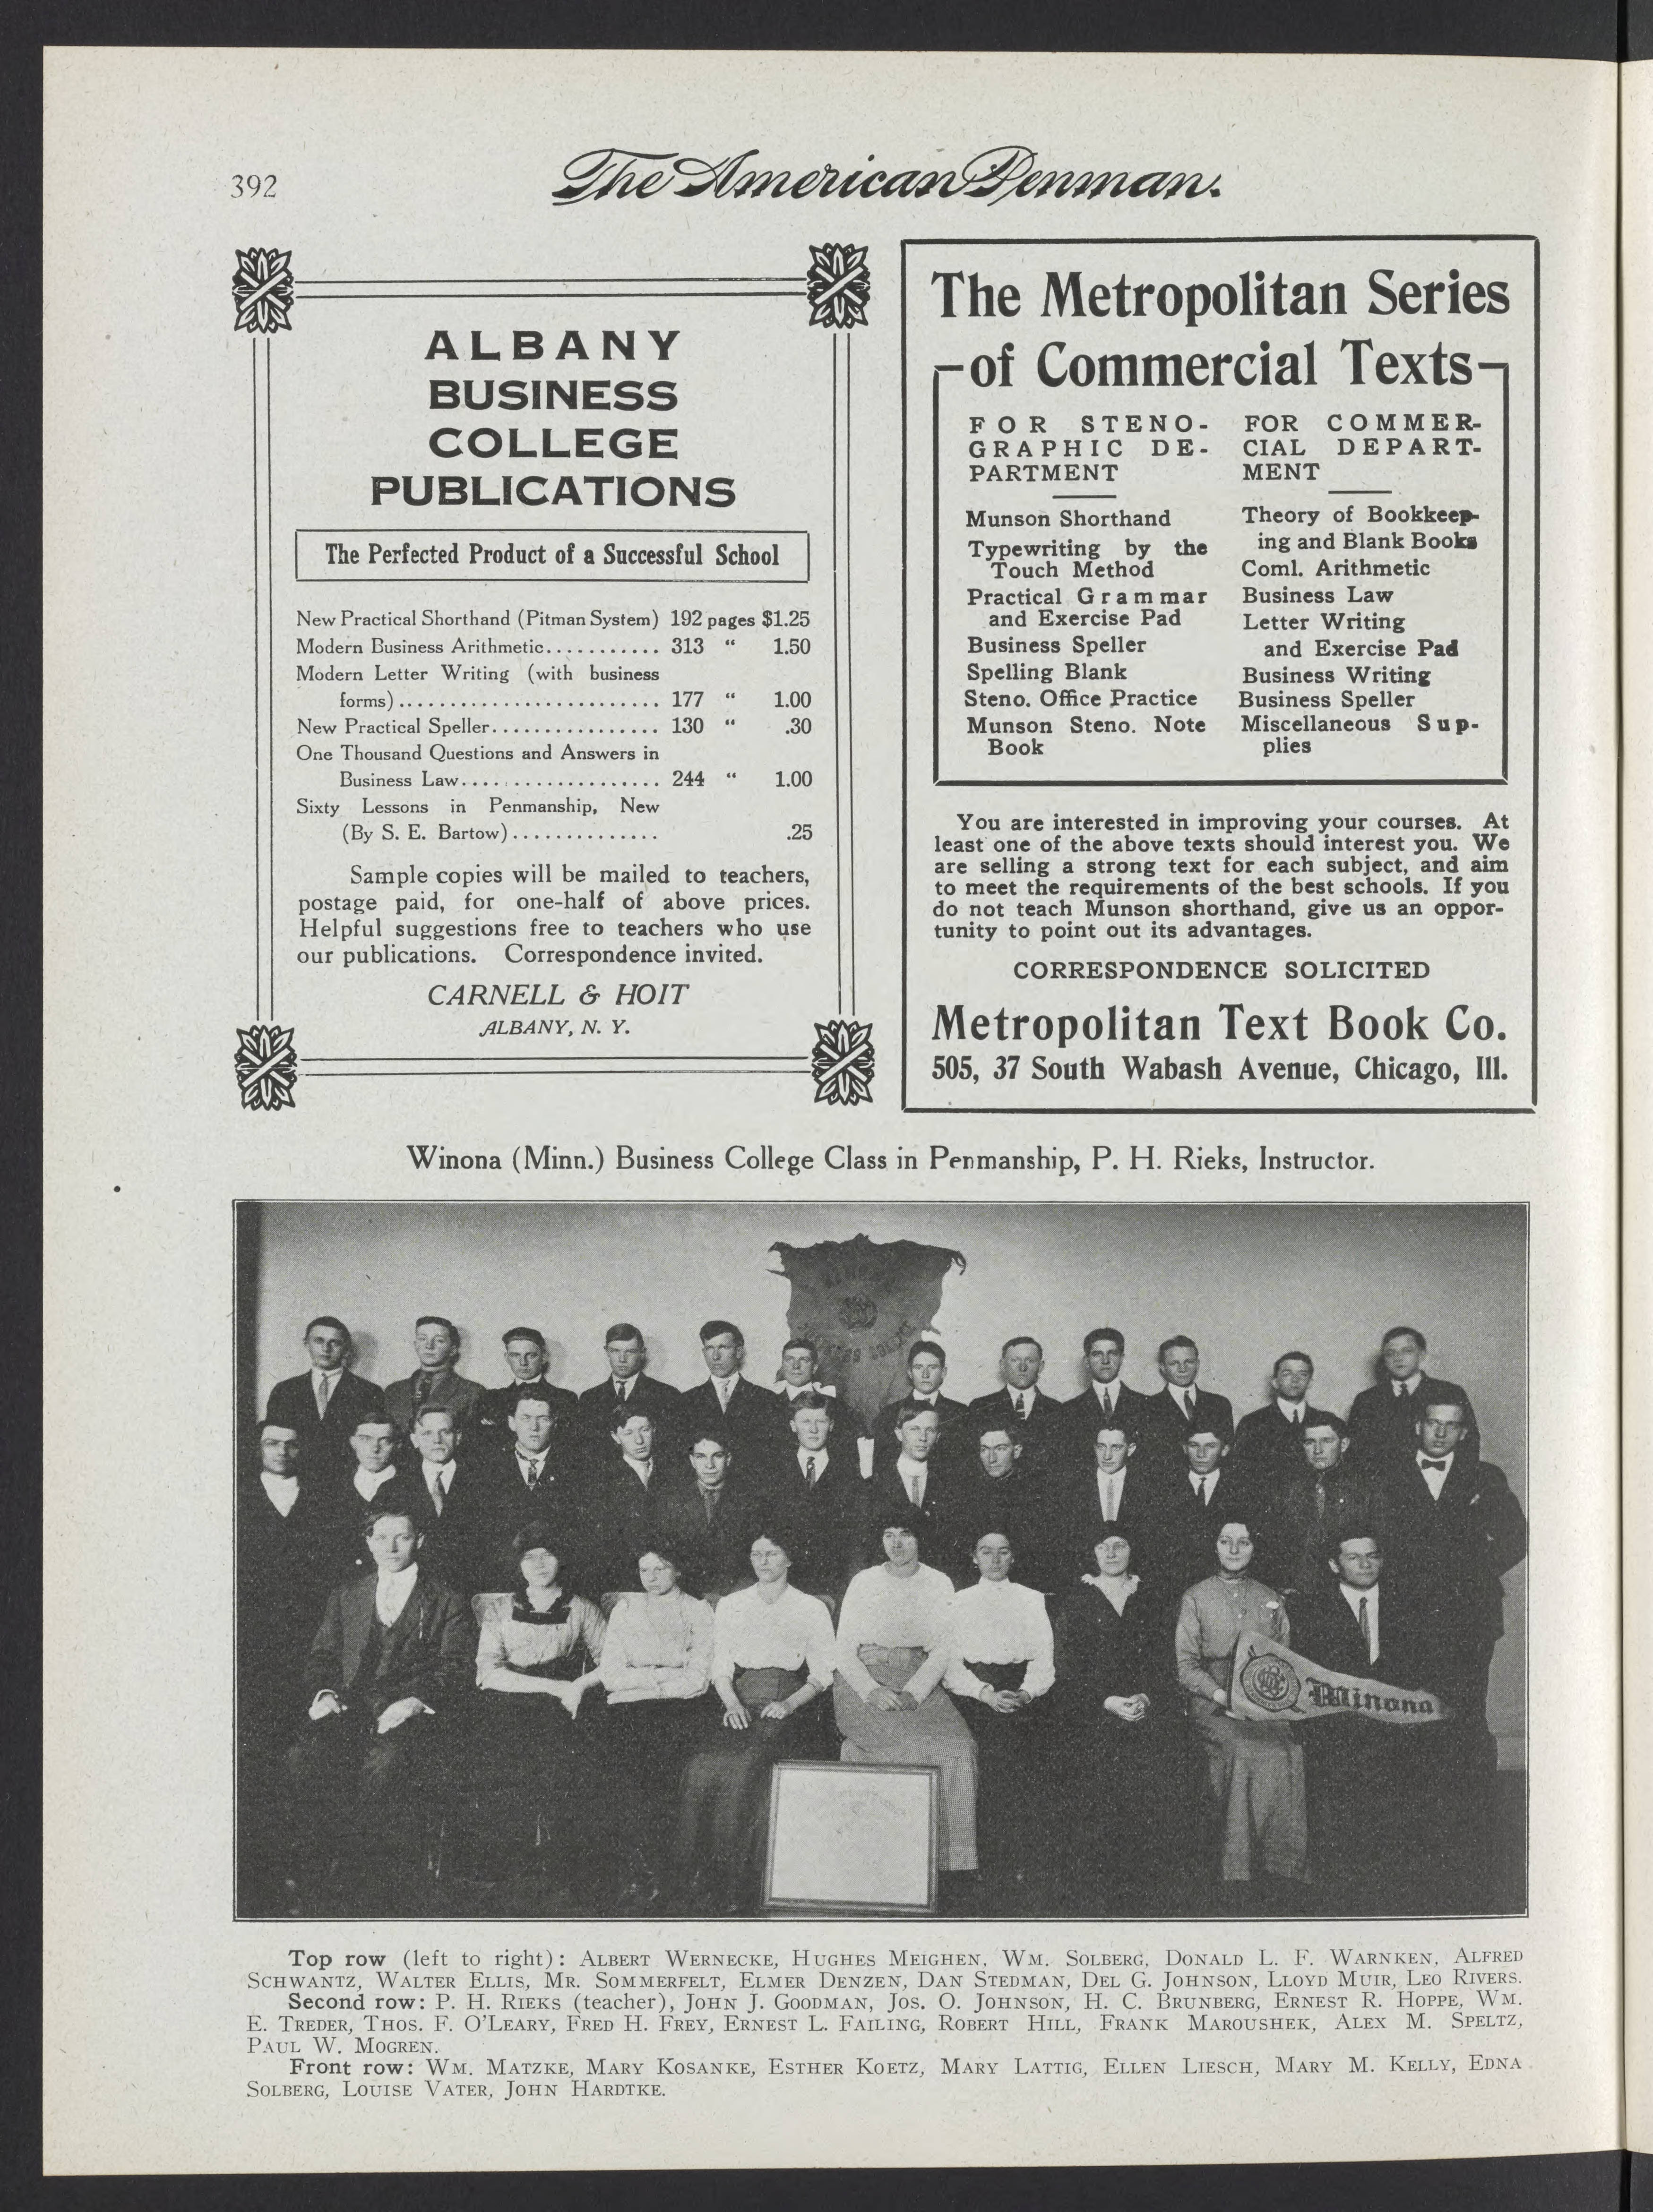 392
The American Penman.
ALBANY
BUSINESS
COLLEGE
PUBLICATIONS
The Perfected Product of a Successful School
New Practical Shorthand (Pitman System) 192 pages $1.25
Modern Business Arithmetic........... 313 “ 1.50
Modern Letter Writing (with business
forms).......................... 177 “ 1.00
New Practical Speller................ 130 “ .30
One Thousand Questions and Answers in
Business Law.................... 244 “ 1.00
Sixty Lessons in Penmanship, New
(By S. E. Bartow).............. .25
Sample copies will be mailed to teachers,
postage paid, for one-half of above prices.
Helpful suggestions free to teachers who use
our publications. Correspondence invited.
CARNELL & HOIT
ALBANY, N. Y.
The Metropolitan Series
of Commercial Texts
FOR STENO-
GRAPHIC DE-
PARTMENT
Munson Shorthand
Typewriting by the
Touch Method
Practical Grammar
and Exercise Pad
Business Speller
Spelling Blank
Steno. Office Practice
Munson Steno. Note
Book
FOR COMMER-
CIAL DEPART-
MENT
Theory of Bookkeep-
ing and Blank Books
Coml. Arithmetic
Business Law
Letter Writing
and Exercise Pad
Business Writing
Business Speller
Miscellaneous Sup-
plies
You are interested in improving your courses. At
least one of the above texts should interest you. We
are selling a strong text for each subject, and aim
to meet the requirements of the best schools. If you
do not teach Munson shorthand, give us an oppor-
tunity to point out its advantages.
CORRESPONDENCE SOLICITED
Metropolitan Text Book Co.
505, 37 South Wabash Avenue, Chicago, Ill.
Winona (Minn.) Business College Class in Penmanship, P. H. Rieks, Instructor.
Winona
Top row (left to right): ALBERT WERNECKE, HUGHES MEIGHEN, WM. SOLBERG, DONALD L. F. WARNKEN, ALFRED
SCHWANTZ, WALTER ELLIS, MR. SOMMERFELT, ELMER DENZEN, DAN STEDMAN, DEL G. JOHNSON, LLOYD MUIR, LEO RIVERS.
Second row: P. H. RIEKS (teacher), JOHN J. GOODMAN, JOS. O. JOHNSON, H. C. BRUNBERG, ERNEST R. HOPPE, WM.
E. TREDER, THOS. F. O'LEARY, FRED H. FREY, ERNEST L. FAILING, ROBERT HILL, FRANK MAROUSHEK, ALEX M. SPELTZ,
PAUL W. MOGREN.
Front row: WM. MATZKE, MARY KOSANKE, ESTHER KOETZ, MARY LATTIG, ELLEN LIESCH, MARY M. KELLY, EDNA
SOLBERG, LOUISE VATER, JOHN HARDTKE.